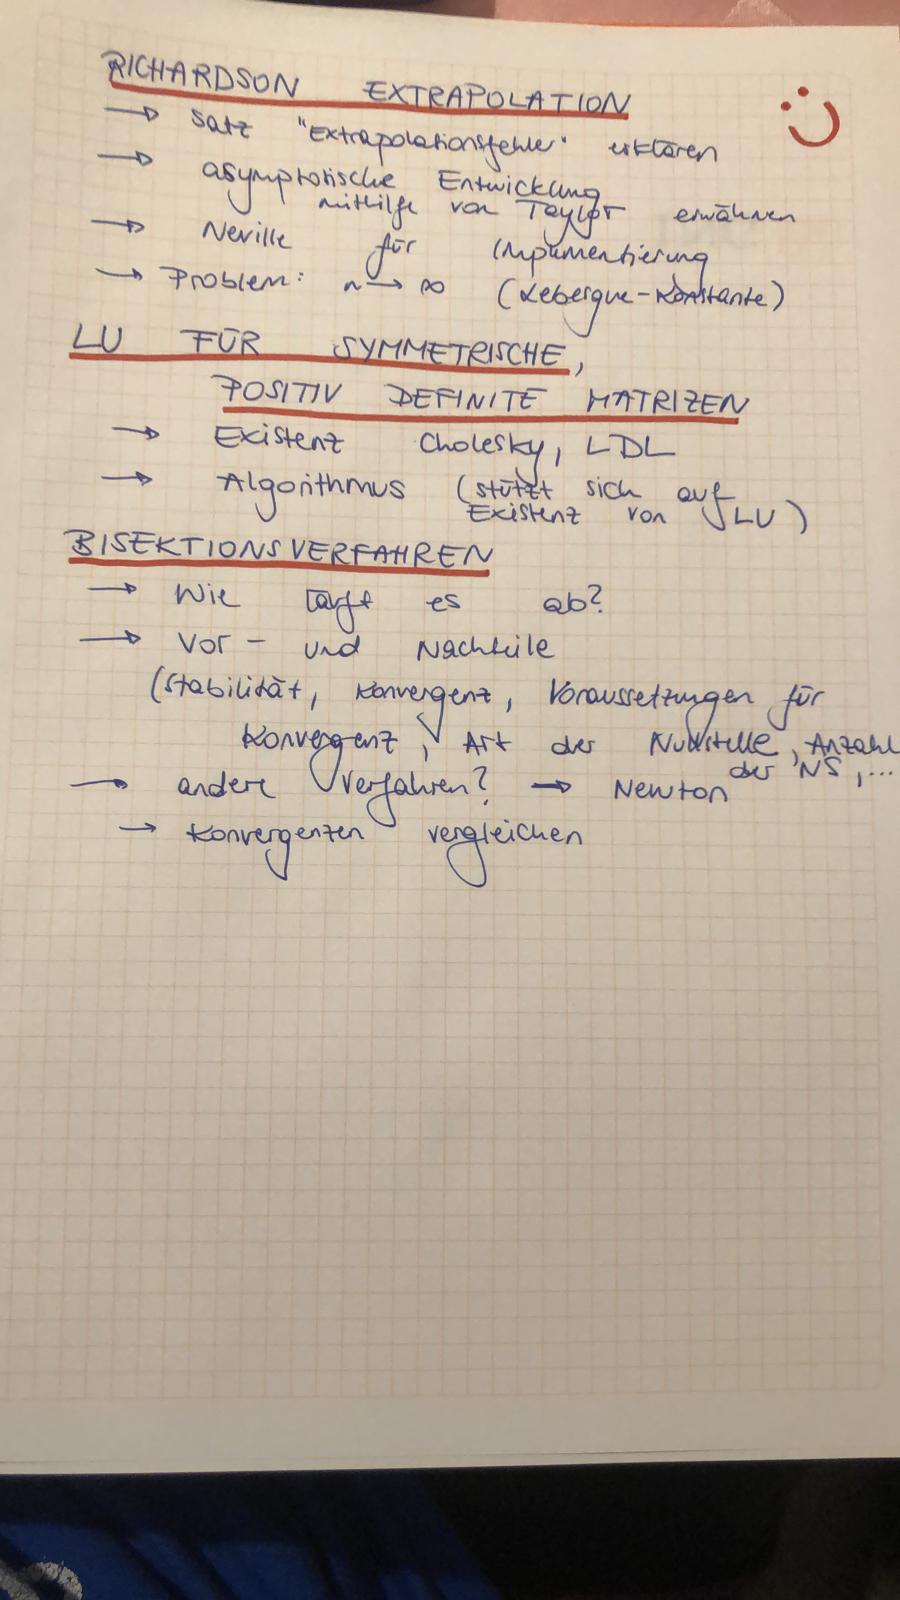 RICHARDSON EXTRAPOLATION
→ Satz "Extrapolationsfehler" erklären
→ asymptotische Entwicklung
mithilfe von Taylor erwähnen
→ Neville für Implementierung
→ Problem: n → ∞ (Lebesgue-Konstante)
LU FÜR SYMMETRISCHE,
POSITIV DEFINITE MATRIZEN
→ Existenz Cholesky, LDL
→ Algorithmus (stützt sich auf
Existenz von LU)
BISEKTIONSVERFAHREN
→ Wie läuft es ab?
→ Vor- und Nachteile
(Stabilität, Konvergenz, Voraussetzungen für
Konvergenz, Art der Nullstelle, Anzahl
der NS, ...
→ andere Verfahren? → Newton
→ Konvergenzen vergleichen